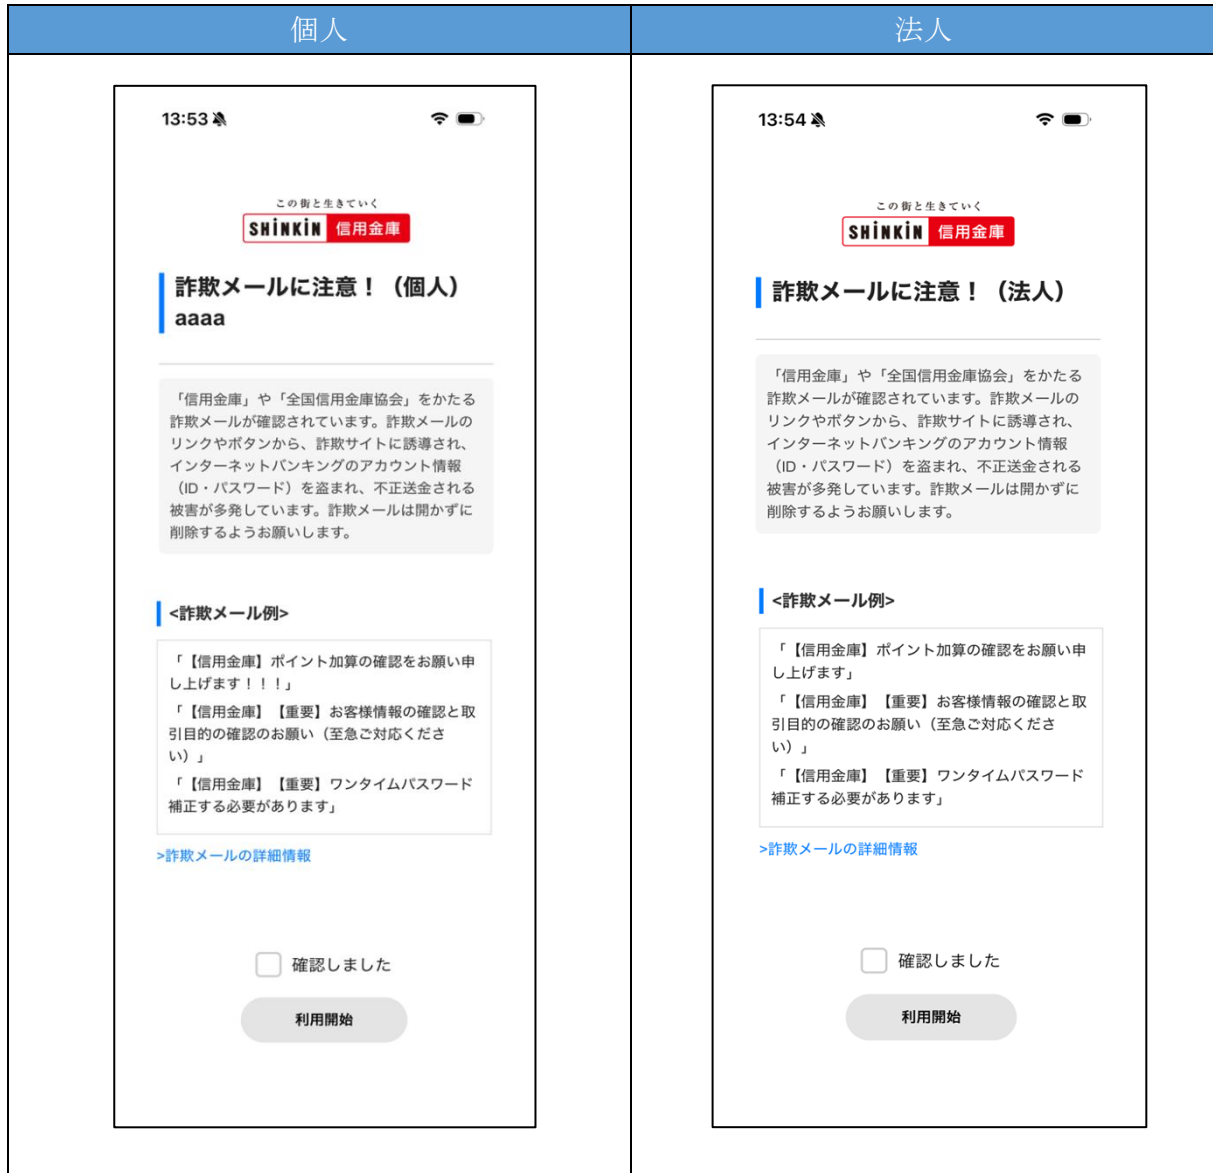 個人
13:53
この街と生きていく
SHINKIN 信用金庫
詐欺メールに注意！（個人）
aaaa
「信用金庫」や「全国信用金庫協会」をかたる
詐欺メールが確認されています。詐欺メールの
リンクやボタンから、詐欺サイトに誘導され、
インターネットバンキングのアカウント情報
（ID・パスワード）を盗まれ、不正送金される
被害が多発しています。詐欺メールは開かずに
削除するようお願いします。
<詐欺メール例>
「【信用金庫】ポイント加算の確認をお願い申
し上げます！！！」
「【信用金庫】【重要】お客様情報の確認と取
引目的の確認のお願い（至急ご対応くださ
い）」
「【信用金庫】【重要】ワンタイムパスワード
補正する必要があります」
>詐欺メールの詳細情報
確認しました
利用開始
法人
13:54
この街と生きていく
SHINKIN 信用金庫
詐欺メールに注意！（法人）
「信用金庫」や「全国信用金庫協会」をかたる
詐欺メールが確認されています。詐欺メールの
リンクやボタンから、詐欺サイトに誘導され、
インターネットバンキングのアカウント情報
（ID・パスワード）を盗まれ、不正送金される
被害が多発しています。詐欺メールは開かずに
削除するようお願いします。
<詐欺メール例>
「【信用金庫】ポイント加算の確認をお願い申
し上げます」
「【信用金庫】【重要】お客様情報の確認と取
引目的の確認のお願い（至急ご対応くださ
い）」
「【信用金庫】【重要】ワンタイムパスワード
補正する必要があります」
>詐欺メールの詳細情報
確認しました
利用開始